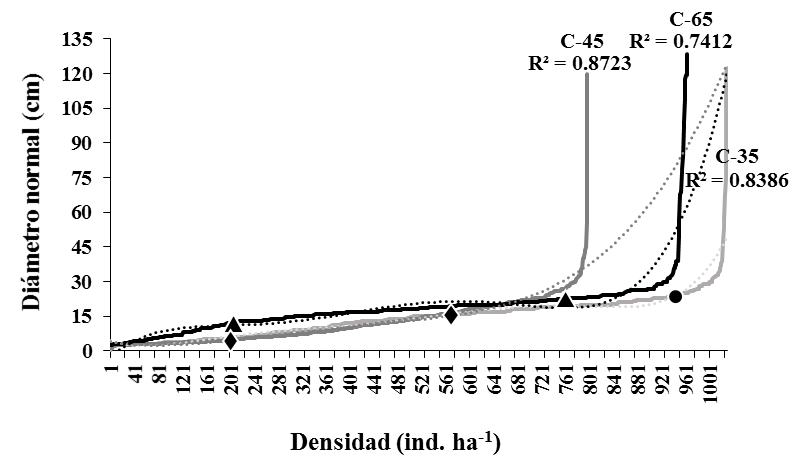 C-65
C-45
R² = 0.7412
R² = 0.8723
C-35
R² = 0.8386
Diámetro normal (cm)
135
120
105
90
75
60
45
30
15
0
1 41 81 121 161 201 241 281 321 361 401 441 481 521 561 601 641 681 721 761 801 841 881 921 961 1001
Densidad (ind. ha⁻¹)